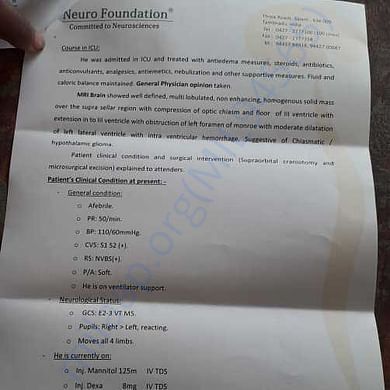 Neuro Foundation®
Committed to Neurosciences
Course in ICU:
He was admitted in ICU and treated with antiedema measures, steroids, antibiotics,
anticonvultants, analgesics, antiemetics, nebulization and other supportive measures. Fluid and
caloric balance maintained. General Physician opinion taken.
MRI Brain showed well defined, multi lobulated, non enhancing, homogenous solid mass
over the supra sellar region with compression of optic chiasm and floor of III ventricle with
extension in to III ventricle with obstruction of left foramen of monroe with moderate dilatation
of left lateral ventricle with intra ventricular hemorrhage. Suggestive of Chiasmatic /
hypothalamic glioma.
Patient clinical condition and surgical intervention (Supraorbital craniotomy and
microsurgical excision) explained to attenders.
Patient's Clinical Condition at present: -
- General condition:
o Afebrile.
o PR: 50/min.
o BP: 110/60mmHg.
o CVS: S1 S2 (+).
o RS: NVBS(+).
o P/A: Soft.
o He is on ventilator support.
- Neurological Status:
o GCS: E2-3 VT M5.
o Pupils: Right > Left, reacting.
o Moves all 4 limbs.
- He is currently on:
o Inj. Mannitol 125m IV TDS
o Inj. Dexa 8mg IV TDS